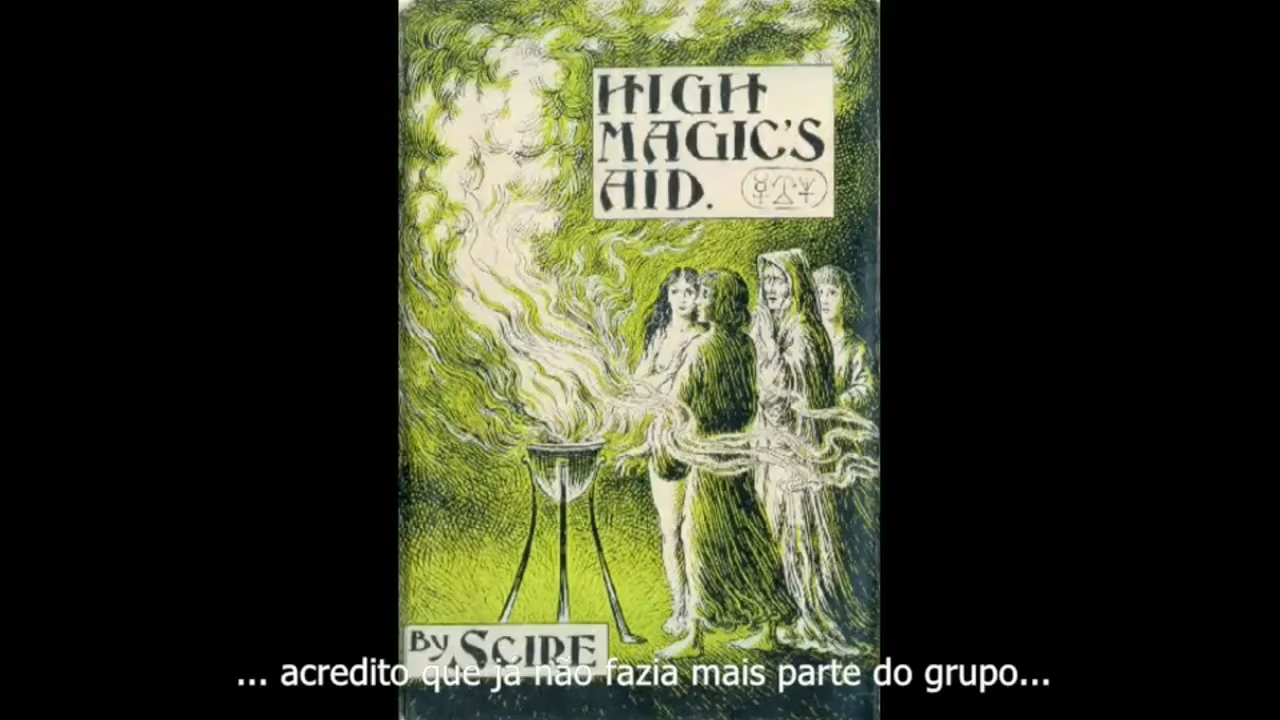 HIGH
MAGIC'S
AID.
By SCIRE
... acredito que já não fazia mais parte do grupo...